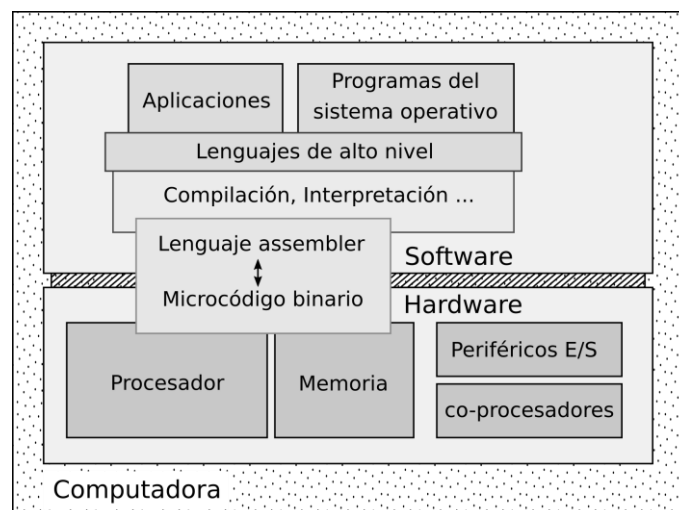 Aplicaciones
Programas del
sistema operativo
Lenguajes de alto nivel
Compilación, Interpretación ...
Lenguaje assembler
Software
Microcódigo binario
Hardware
Procesador
Memoria
Periféricos E/S
co-procesadores
Computadora